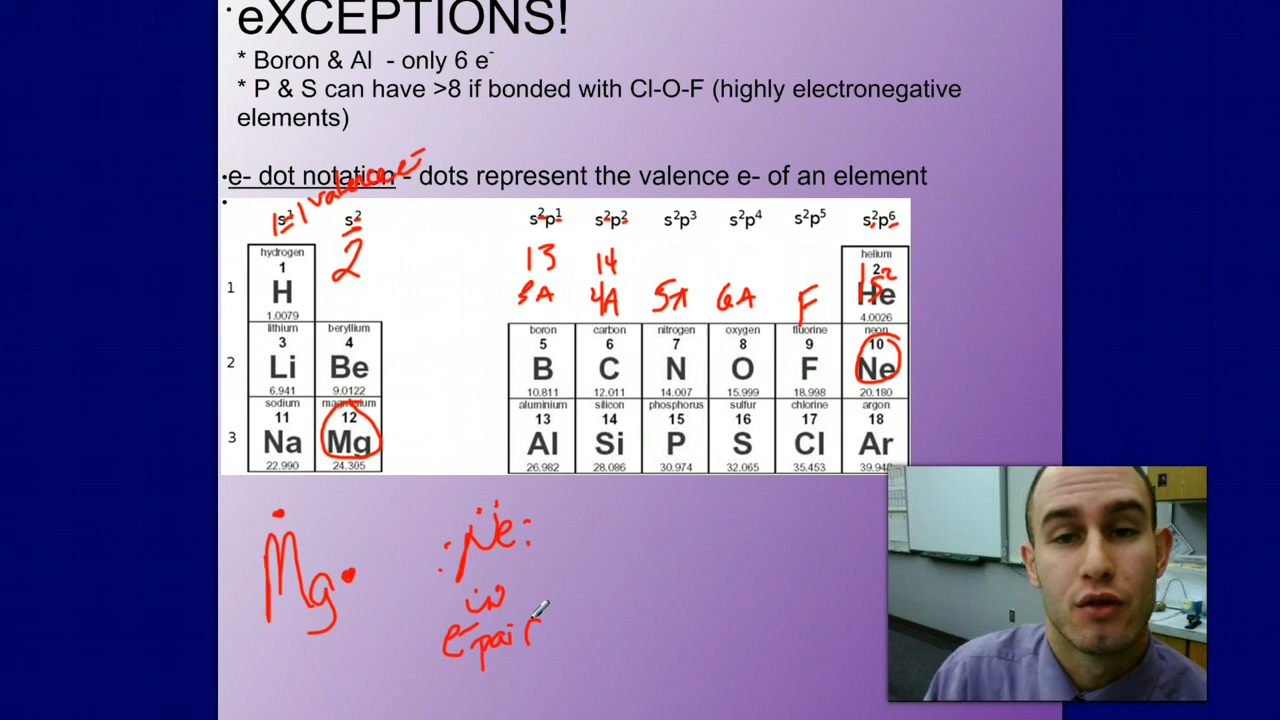 eXCEPTIONS!
* Boron & Al - only 6 e-
* P & S can have >8 if bonded with Cl-O-F (highly electronegative
elements)
e- dot notation - dots represent the valence e- of an element
1 valence e-
s1 s2 s2p1 s2p2 s2p3 s2p4 s2p5 s2p6
2 13 14
3A 4A 5A 6A F 1s2
hydrogen helium
1 2
1 H He
1.0079 4.0026
lithium beryllium boron carbon nitrogen oxygen fluorine neon
3 4 5 6 7 8 9 10
2 Li Be B C N O F Ne
6.941 9.0122 10.811 12.011 14.007 15.999 18.998 20.180
sodium magnesium aluminium silicon phosphorus sulfur chlorine argon
11 12 13 14 15 16 17 18
3 Na Mg Al Si P S Cl Ar
22.990 24.305 26.982 28.086 30.974 32.065 35.453 39.948
Mg Ne
in
e- pair